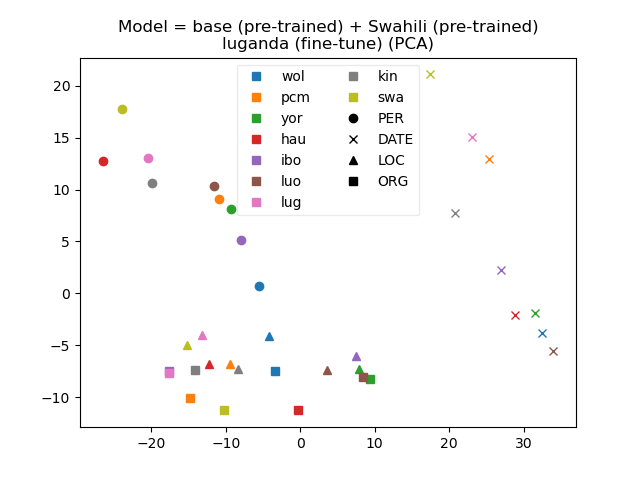 Model = base (pre-trained) + Swahili (pre-trained)
luganda (fine-tune) (PCA)
wol
pcm
yor
hau
ibo
luo
lug
kin
swa
PER
DATE
LOC
ORG
20
15
10
5
0
−5
−10
−20
−10
0
10
20
30